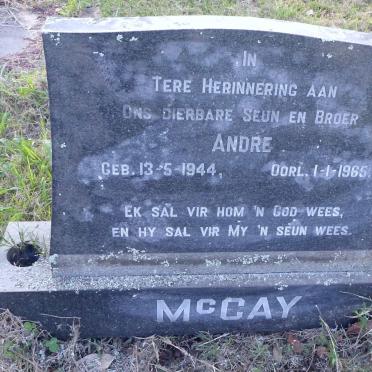 IN
TERE HERINNERING AAN
ONS DIERBARE SEUN EN BROER
ANDRE
GEB. 13-5-1944, OORL. 1-1-1965.
EK SAL VIR HOM 'N GOD WEES,
EN HY SAL VIR MY 'N SEUN WEES.
McCAY